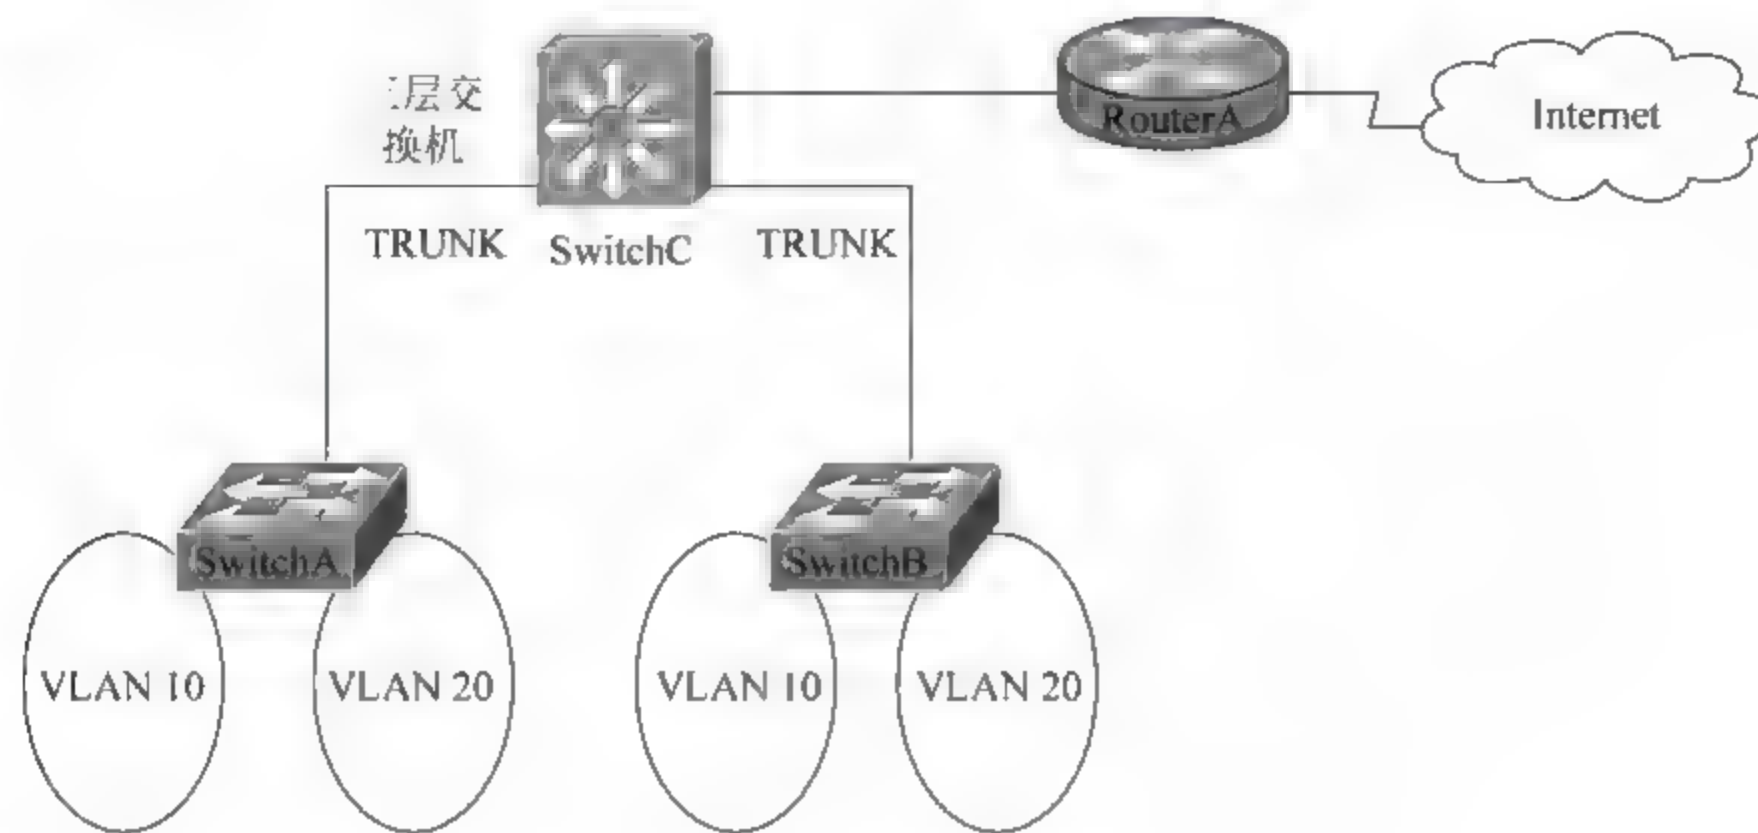 层交
换机
RouterA
Internet
TRUNK
SwitchC
TRUNK
SwitchA
SwitchB
VLAN 10
VLAN 20
VLAN 10
VLAN 20